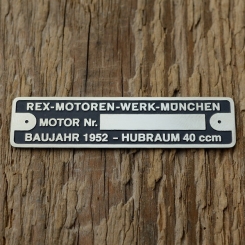 REX-MOTOREN-WERK-MÜNCHEN
MOTOR Nr.
BAUJAHR 1952 - HUBRAUM 40 ccm